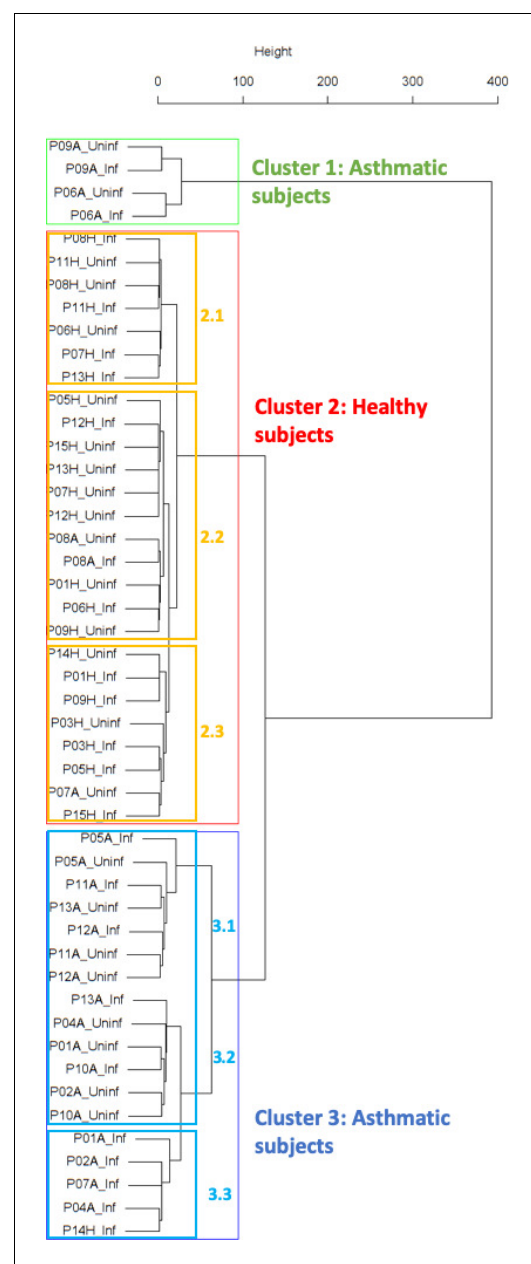 Height
0 100 200 300 400
P09A_Uninf
P09A_Inf
P06A_Uninf
P06A_Inf
Cluster 1: Asthmatic
subjects
P08H_Inf
P11H_Uninf
P08H_Uninf
P11H_Inf
P06H_Uninf
P07H_Inf
P13H_Inf
2.1
Cluster 2: Healthy
subjects
P05H_Uninf
P12H_Inf
P15H_Uninf
P13H_Uninf
P07H_Uninf
P12H_Uninf
P08A_Uninf
P08A_Inf
P01H_Uninf
P06H_Inf
P09H_Uninf
2.2
P14H_Uninf
P01H_Inf
P09H_Inf
P03H_Uninf
P03H_Inf
P05H_Inf
P07A_Uninf
P15H_Inf
2.3
P05A_Inf
P05A_Uninf
P11A_Inf
P13A_Uninf
P12A_Inf
P11A_Uninf
P12A_Uninf
3.1
P13A_Inf
P04A_Uninf
P01A_Uninf
P10A_Inf
P02A_Uninf
P10A_Uninf
3.2
Cluster 3: Asthmatic
subjects
P01A_Inf
P02A_Inf
P07A_Inf
P04A_Inf
P14H_Inf
3.3